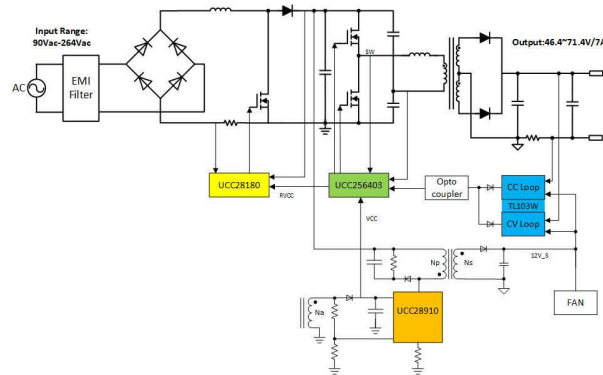 Input Range:
90Vac-264Vac
AC
EMI
Filter
SW
Output:46.4~71.4V/7A
UCC28180
RVCC
UCC256403
VCC
Opto
coupler
CC Loop
TL103W
CV Loop
Np
Ns
12V_S
FAN
Na
UCC28910